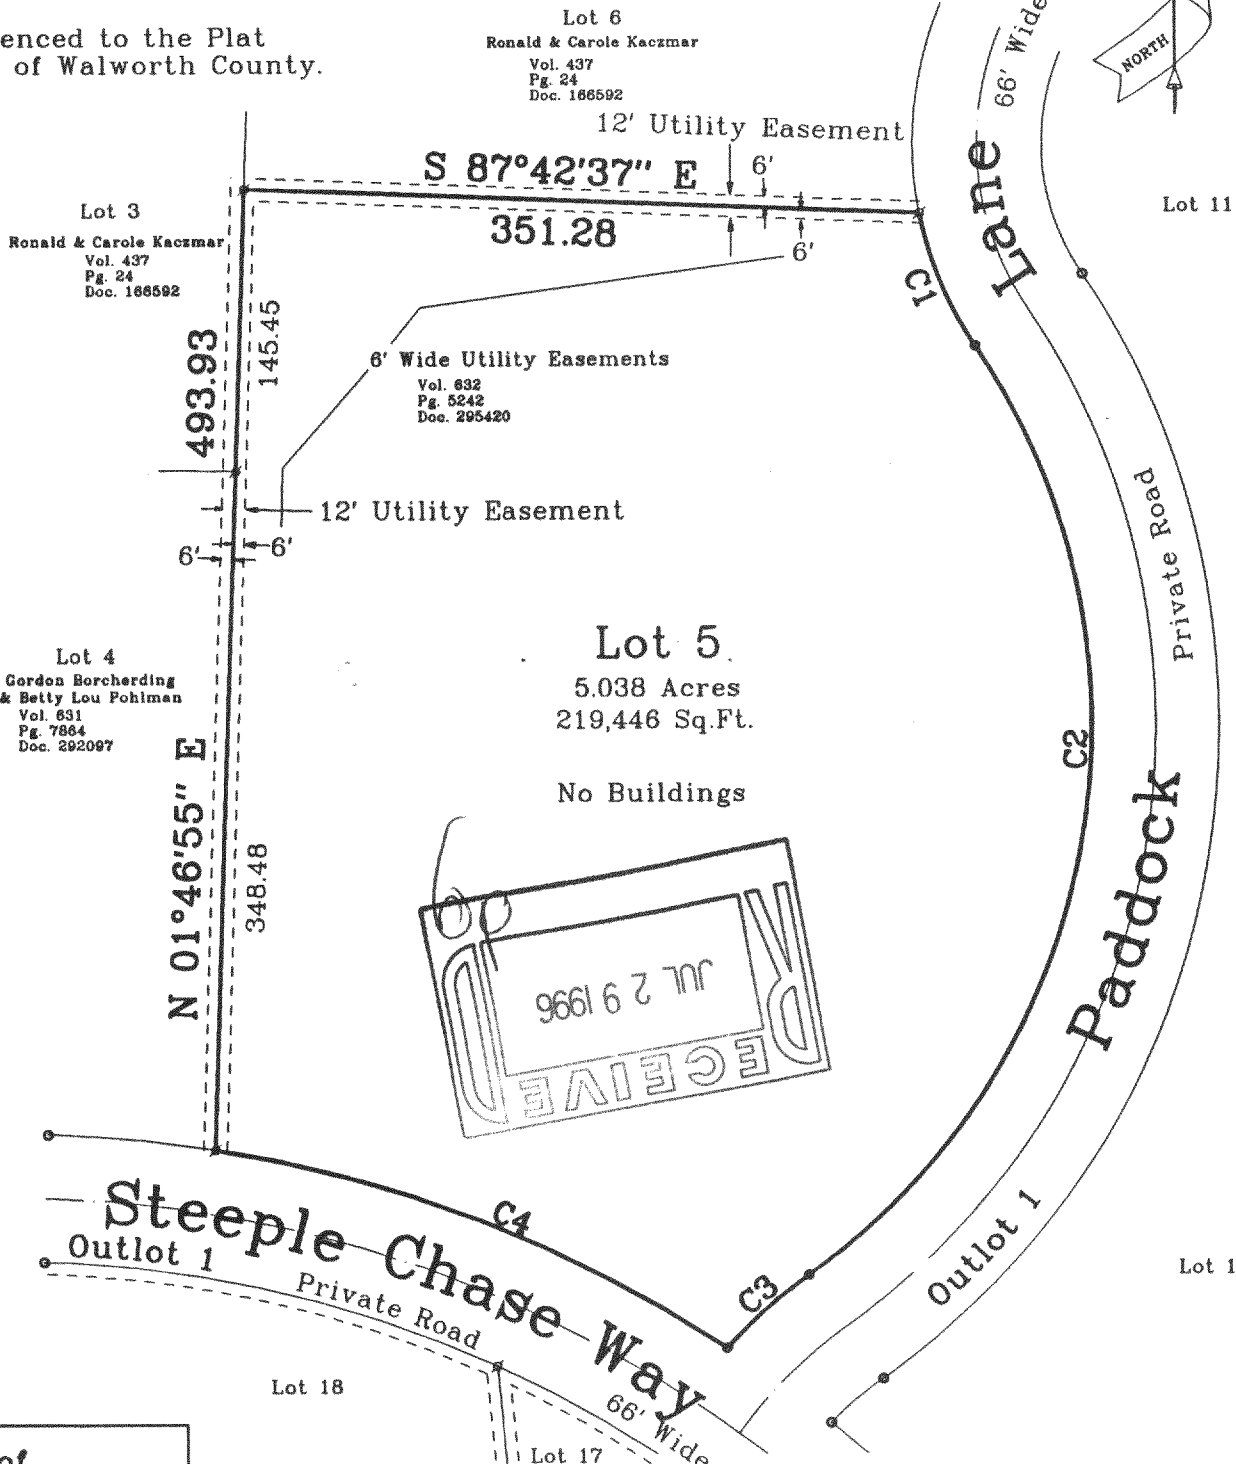 enced to the Plat
of Walworth County.
Lot 6
Ronald & Carole Kaczmar
Vol. 437
Pg. 24
Doc. 166592
66' Wide
NORTH
12' Utility Easement
S 87°42'37" E
6'
351.28
6'
Lane
Lot 11
Lot 3
Ronald & Carole Kaczmar
Vol. 437
Pg. 24
Doc. 166592
C1
493.93
145.45
6' Wide Utility Easements
Vol. 632
Pg. 5242
Doc. 295420
12' Utility Easement
6'
6'
Private Road
Lot 5
5.038 Acres
219,446 Sq.Ft.
No Buildings
Lot 4
Gordon Borcherding
& Betty Lou Pohlman
Vol. 631
Pg. 7864
Doc. 292097
C2
Paddock
N 01°46'55" E
348.48
RECEIVED
JUL 29 1996
Steeple Chase Way
C4
C3
Outlot 1
Outlot 1
Private Road
Lot 1
Lot 18
66' Wide
Lot 17
of